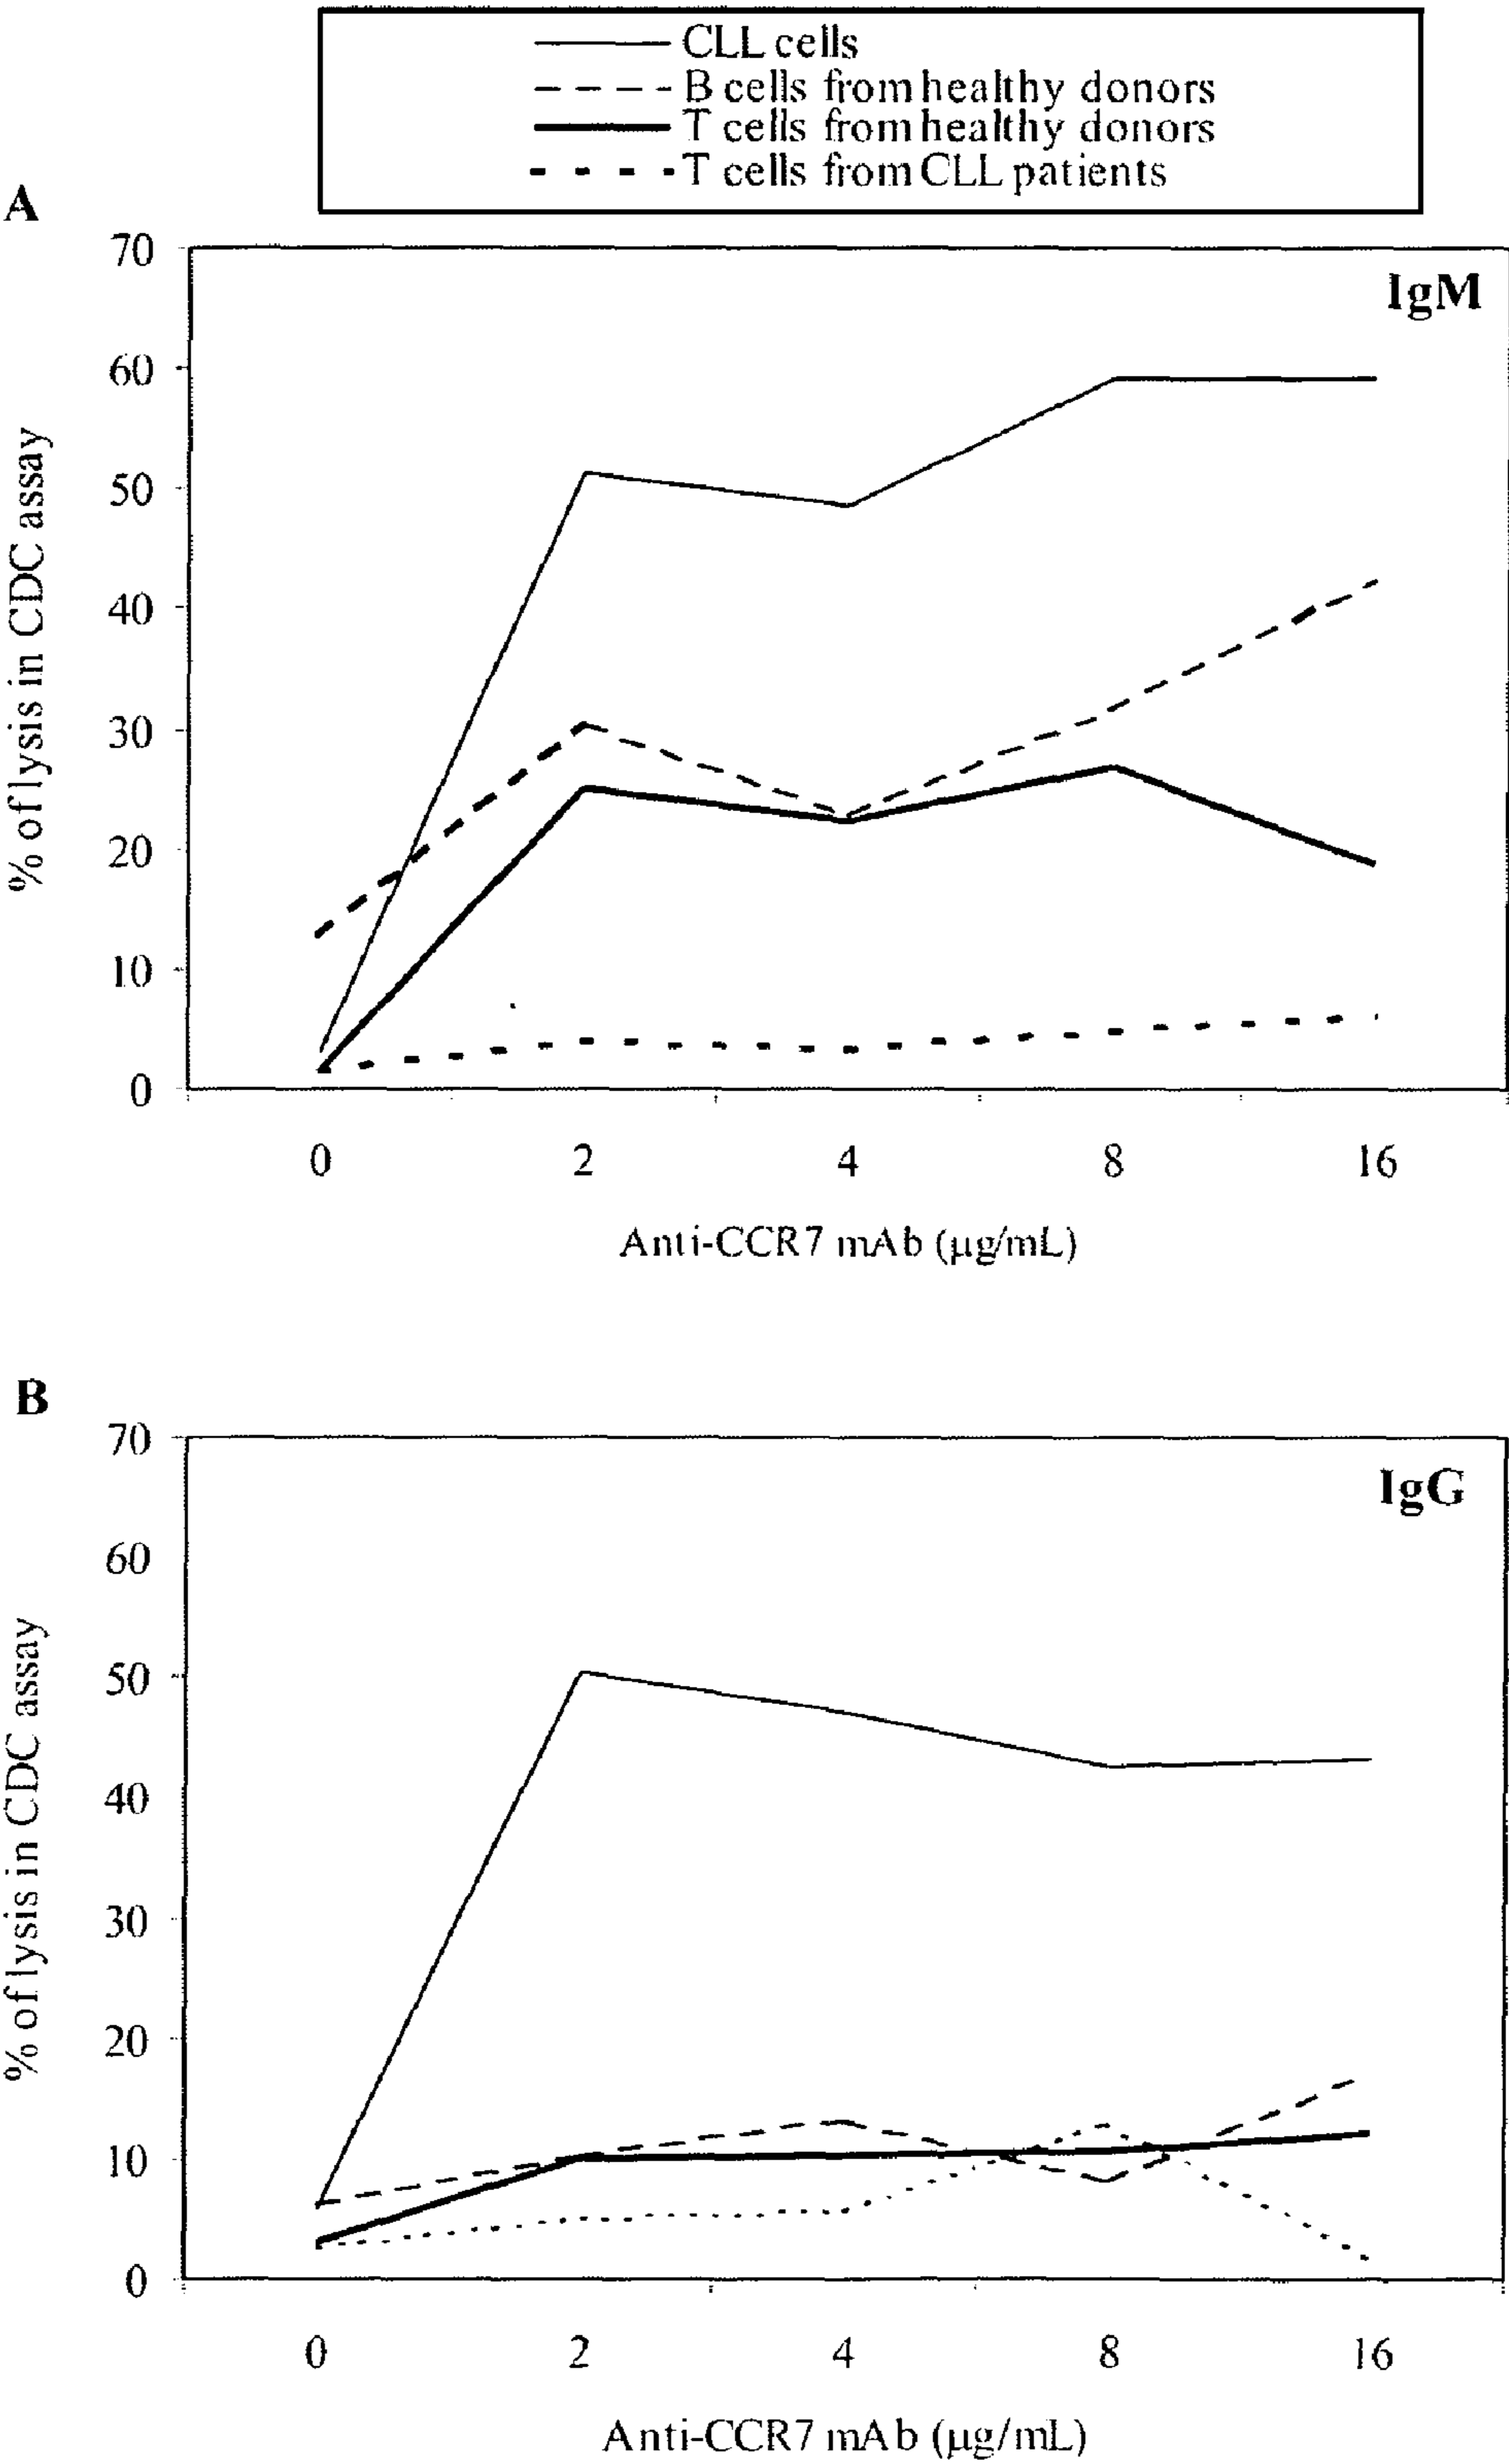 CLL cells
B cells from healthy donors
T cells from healthy donors
T cells from CLL patients
A
IgM
% of lysis in CDC assay
70
60
50
40
30
20
10
0
0 2 4 8 16
Anti-CCR7 mAb (µg/mL)
B
IgG
% of lysis in CDC assay
70
60
50
40
30
20
10
0
0 2 4 8 16
Anti-CCR7 mAb (µg/mL)